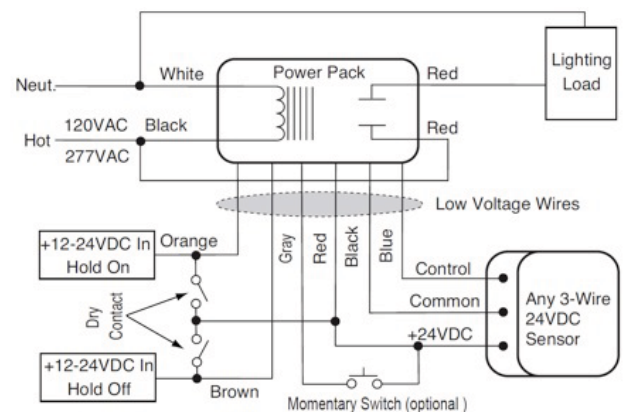 Neut.
White
Power Pack
Red
Lighting
Load
Hot
120VAC
277VAC
Black
Red
Low Voltage Wires
+12-24VDC In
Hold On
Orange
Gray
Red
Black
Blue
Dry
Contact
Control
Common
+24VDC
Any 3-Wire
24VDC
Sensor
+12-24VDC In
Hold Off
Brown
Momentary Switch (optional )